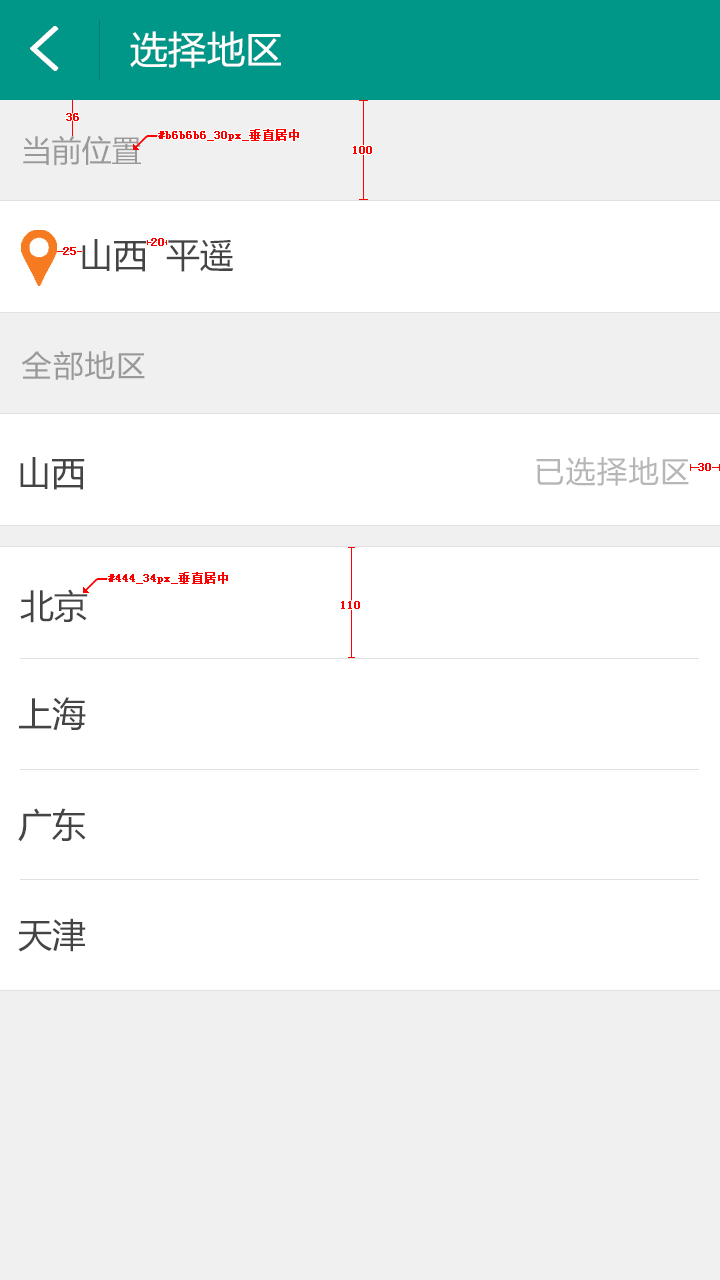 选择地区
36
#b6b6b6_30px_垂直居中
当前位置
100
25
山西
20
平遥
全部地区
山西
已选择地区
30
#444_34px_垂直居中
北京
110
上海
广东
天津